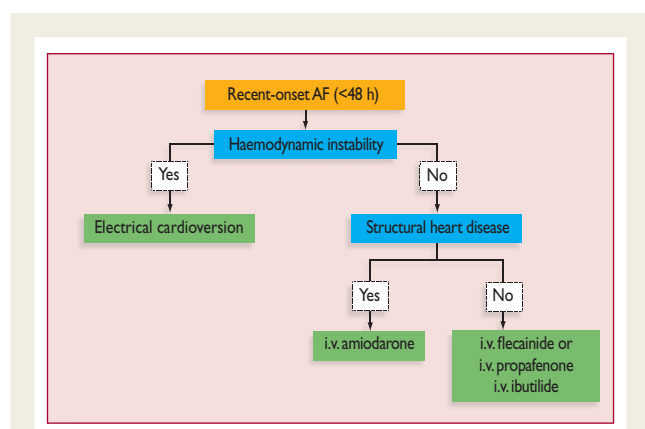 Recent-onset AF (<48 h)
Haemodynamic instability
Yes
No
Electrical cardioversion
Structural heart disease
Yes
No
i.v. amiodarone
i.v. flecainide or
i.v. propafenone
i.v. ibutilide